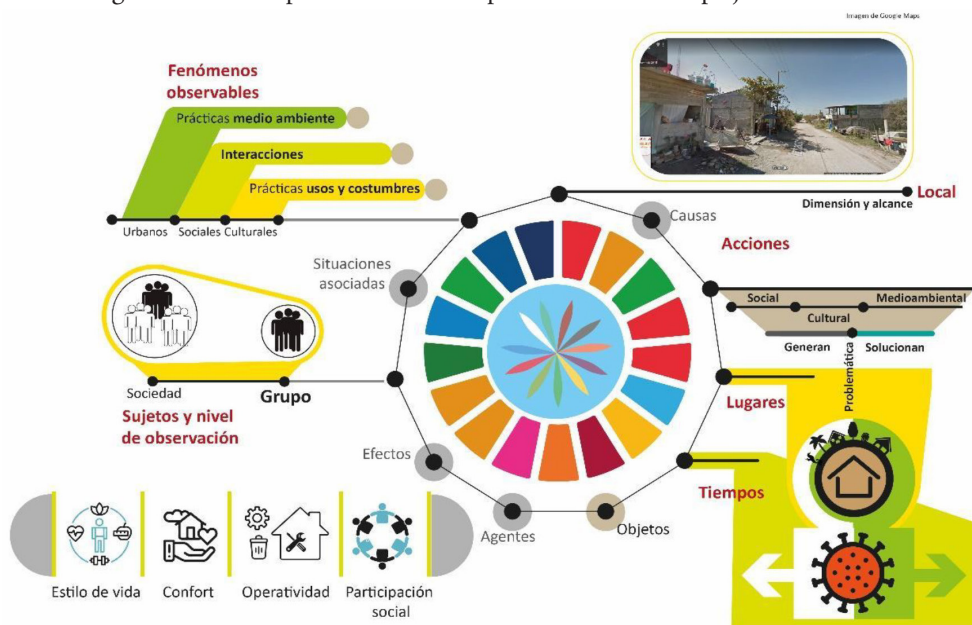 Imagen de Google Maps
Fenómenos
observables
Prácticas medio ambiente
Interacciones
Prácticas usos y costumbres
Urbanos
Sociales
Culturales
Local
Dimensión y alcance
Causas
Acciones
Situaciones
asociadas
Social
Medioambiental
Cultural
Generan
Solucionan
Problemática
Sociedad
Grupo
Sujetos y nivel
de observación
Lugares
Efectos
Tiempos
Agentes
Objetos
Estilo de vida
Confort
Operatividad
Participación
social